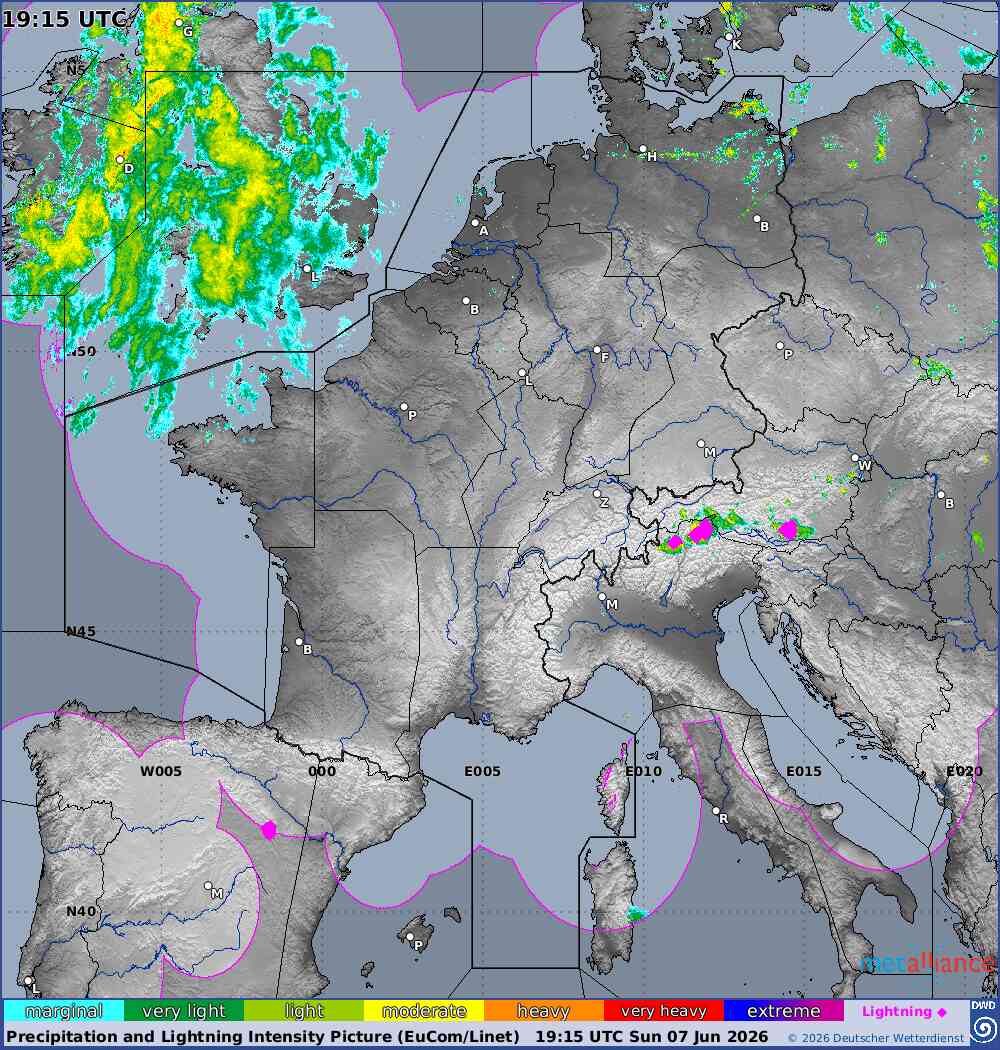 19:15 UTC
G
K
N5
D
H
B
A
L
B
N50
F
P
L
P
M
W
Z
B
M
N45
B
W005
000
E005
E010
E015
E020
R
M
N40
P
L
metalliance
marginal
very light
light
moderate
heavy
very heavy
extreme
Lightning ◆
DWD
Precipitation and Lightning Intensity Picture (EuCom/Linet) 19:15 UTC Sun 07 Jun 2026
© 2026 Deutscher Wetterdienst